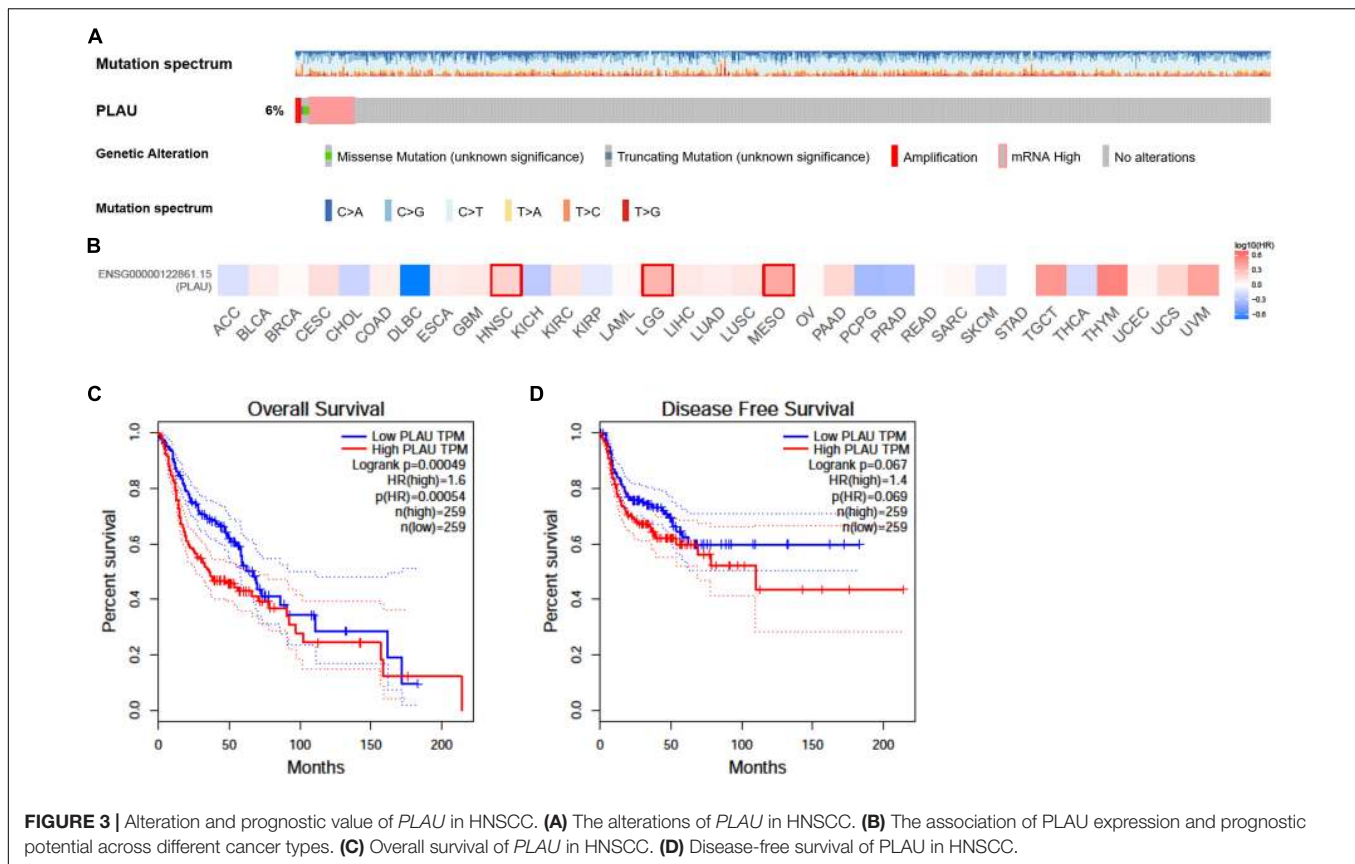 A
Mutation spectrum
PLAU 6%
Genetic Alteration Missense Mutation (unknown significance) Truncating Mutation (unknown significance) Amplification mRNA High No alterations
Mutation spectrum C>A C>G C>T T>A T>C T>G
B
log10(HR)
0.6
0.3
0.0
−0.3
−0.6
ENSG00000122861.15
(PLAU)
ACC BLCA BRCA CESC CHOL COAD DLBC ESCA GBM HNSC KICH KIRC KIRP LAML LGG LIHC LUAD LUSC MESO OV PAAD PCPG PRAD READ SARC SKCM STAD TGCT THCA THYM UCEC UCS UVM
C
Overall Survival
Low PLAU TPM
High PLAU TPM
Logrank p=0.00049
HR(high)=1.6
p(HR)=0.00054
n(high)=259
n(low)=259
Percent survival
1.0
0.8
0.6
0.4
0.2
0.0
0 50 100 150 200
Months
D
Disease Free Survival
Low PLAU TPM
High PLAU TPM
Logrank p=0.067
HR(high)=1.4
p(HR)=0.069
n(high)=259
n(low)=259
Percent survival
1.0
0.8
0.6
0.4
0.2
0.0
0 50 100 150 200
Months
FIGURE 3 | Alteration and prognostic value of PLAU in HNSCC. (A) The alterations of PLAU in HNSCC. (B) The association of PLAU expression and prognostic
potential across different cancer types. (C) Overall survival of PLAU in HNSCC. (D) Disease-free survival of PLAU in HNSCC.